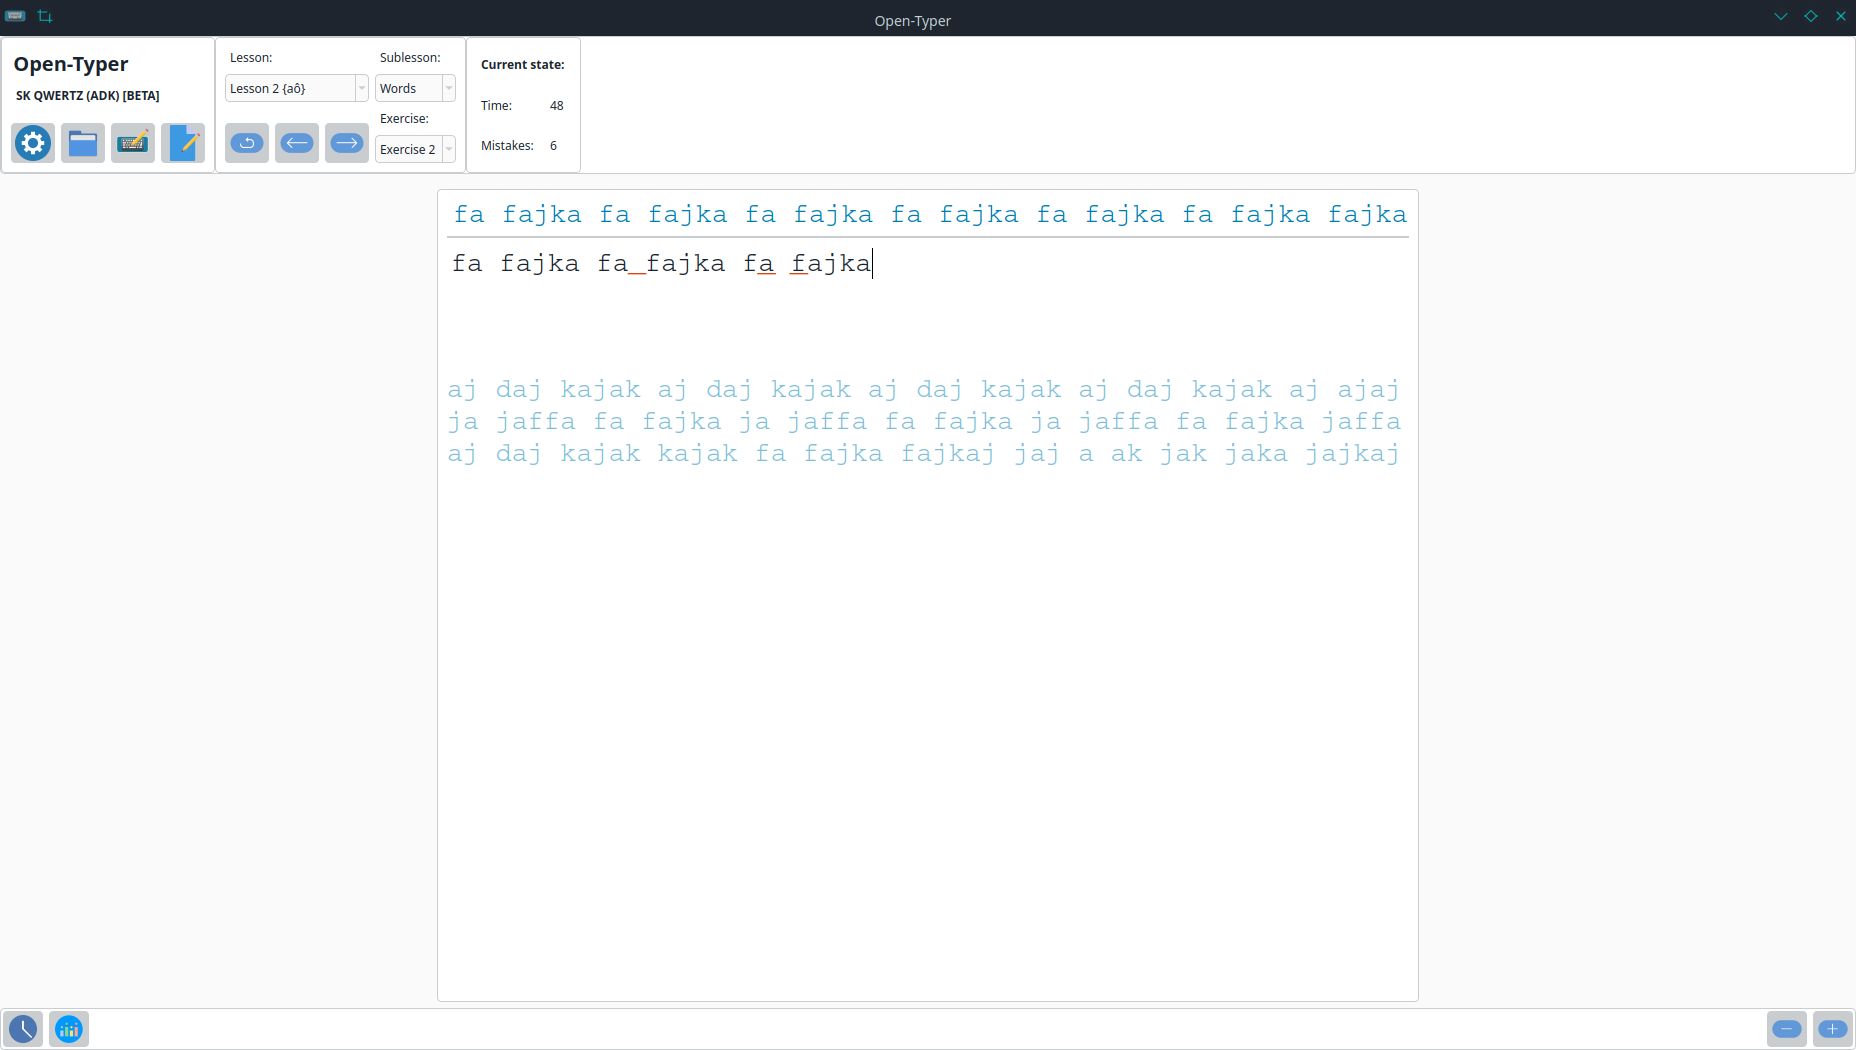 Open-Typer
Open-Typer
SK QWERTZ (ADK) [BETA]
Lesson:
Lesson 2 {aô}
Sublesson:
Words
Exercise:
Exercise 2
Current state:
Time: 48
Mistakes: 6
fa fajka fa fajka fa fajka fa fajka fa fajka fa fajka fajka
fa fajka fa fajka fa fajka
aj daj kajak aj daj kajak aj daj kajak aj daj kajak aj ajaj
ja jaffa fa fajka ja jaffa fa fajka ja jaffa fa fajka jaffa
aj daj kajak kajak fa fajka fajkaj jaj a ak jak jaka jajkaj